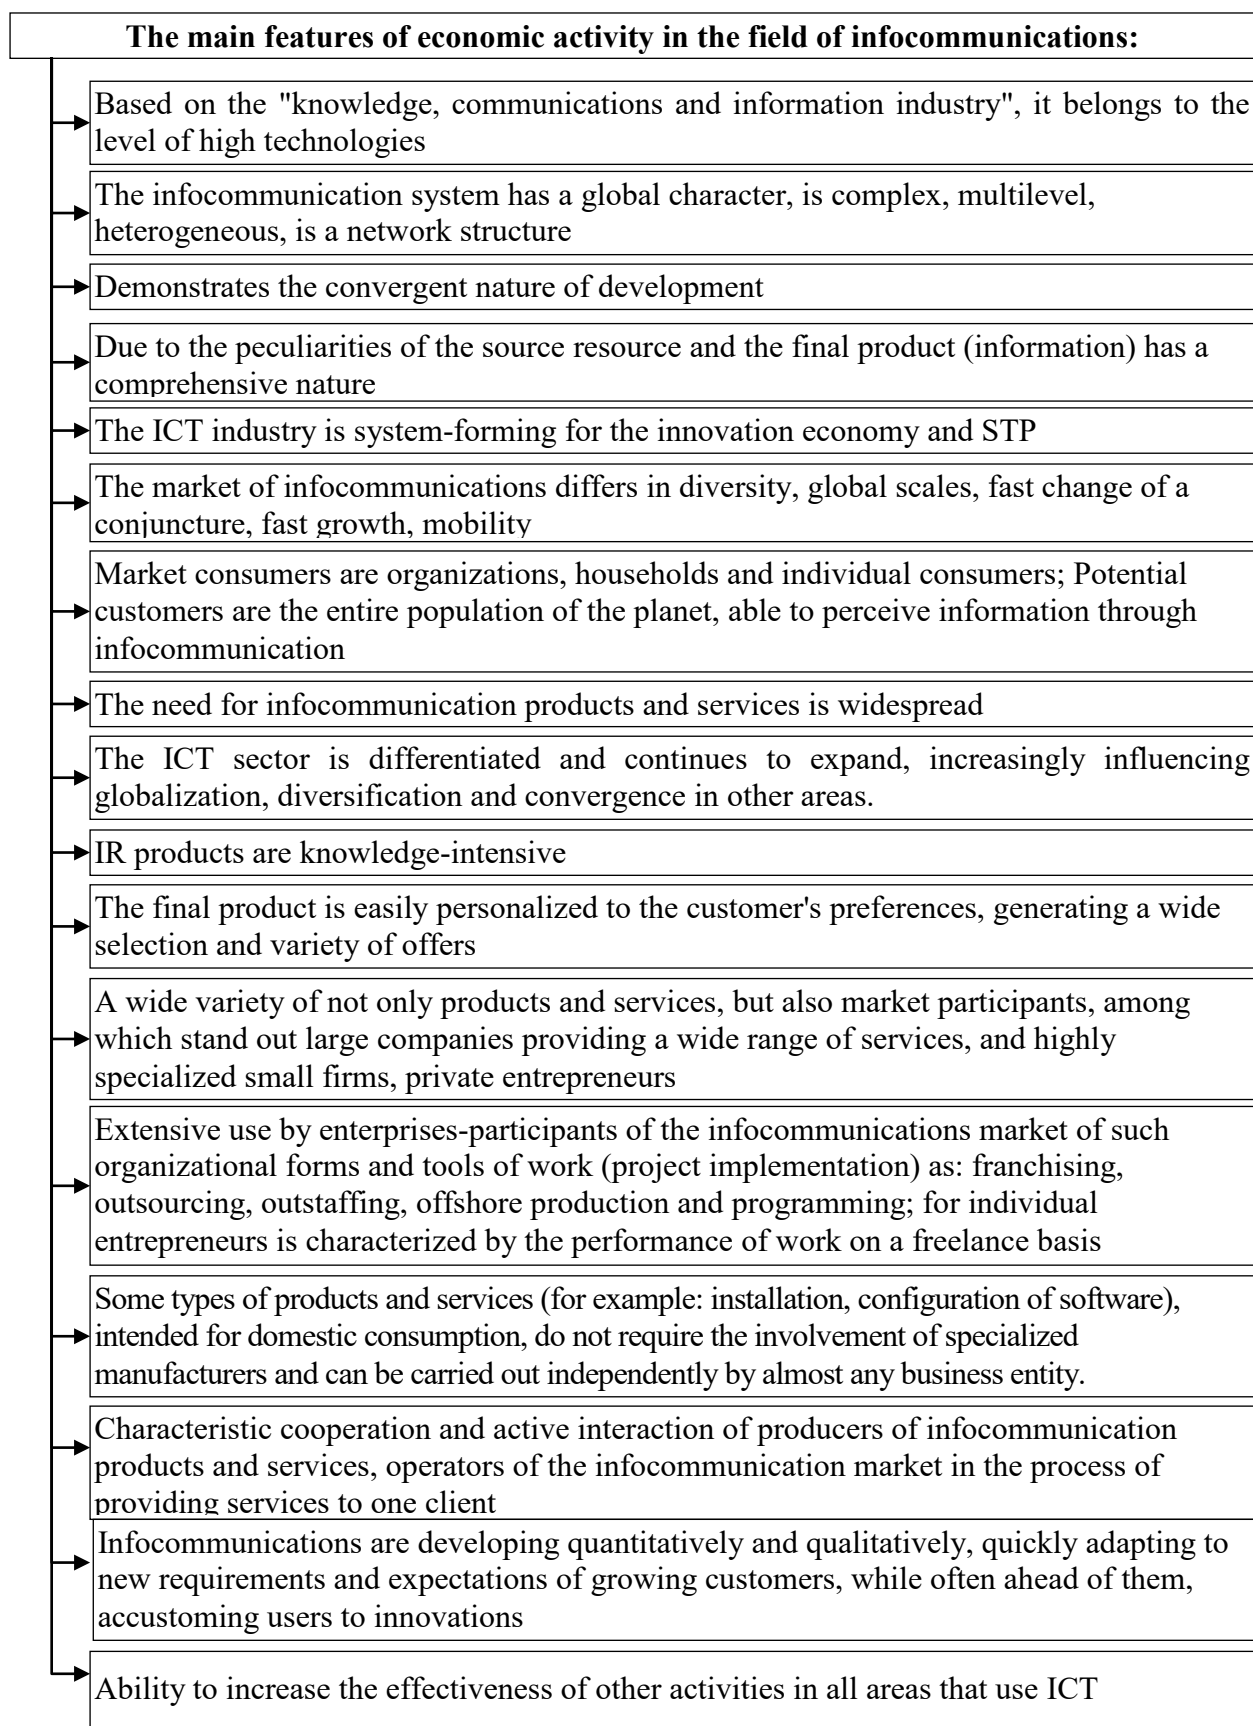 The main features of economic activity in the field of infocommunications:
Based on the "knowledge, communications and information industry", it belongs to the
level of high technologies
The infocommunication system has a global character, is complex, multilevel,
heterogeneous, is a network structure
Demonstrates the convergent nature of development
Due to the peculiarities of the source resource and the final product (information) has a
comprehensive nature
The ICT industry is system-forming for the innovation economy and STP
The market of infocommunications differs in diversity, global scales, fast change of a
conjuncture, fast growth, mobility
Market consumers are organizations, households and individual consumers; Potential
customers are the entire population of the planet, able to perceive information through
infocommunication
The need for infocommunication products and services is widespread
The ICT sector is differentiated and continues to expand, increasingly influencing
globalization, diversification and convergence in other areas.
IR products are knowledge-intensive
The final product is easily personalized to the customer's preferences, generating a wide
selection and variety of offers
A wide variety of not only products and services, but also market participants, among
which stand out large companies providing a wide range of services, and highly
specialized small firms, private entrepreneurs
Extensive use by enterprises-participants of the infocommunications market of such
organizational forms and tools of work (project implementation) as: franchising,
outsourcing, outstaffing, offshore production and programming; for individual
entrepreneurs is characterized by the performance of work on a freelance basis
Some types of products and services (for example: installation, configuration of software),
intended for domestic consumption, do not require the involvement of specialized
manufacturers and can be carried out independently by almost any business entity.
Characteristic cooperation and active interaction of producers of infocommunication
products and services, operators of the infocommunication market in the process of
providing services to one client
Infocommunications are developing quantitatively and qualitatively, quickly adapting to
new requirements and expectations of growing customers, while often ahead of them,
accustoming users to innovations
Ability to increase the effectiveness of other activities in all areas that use ICT